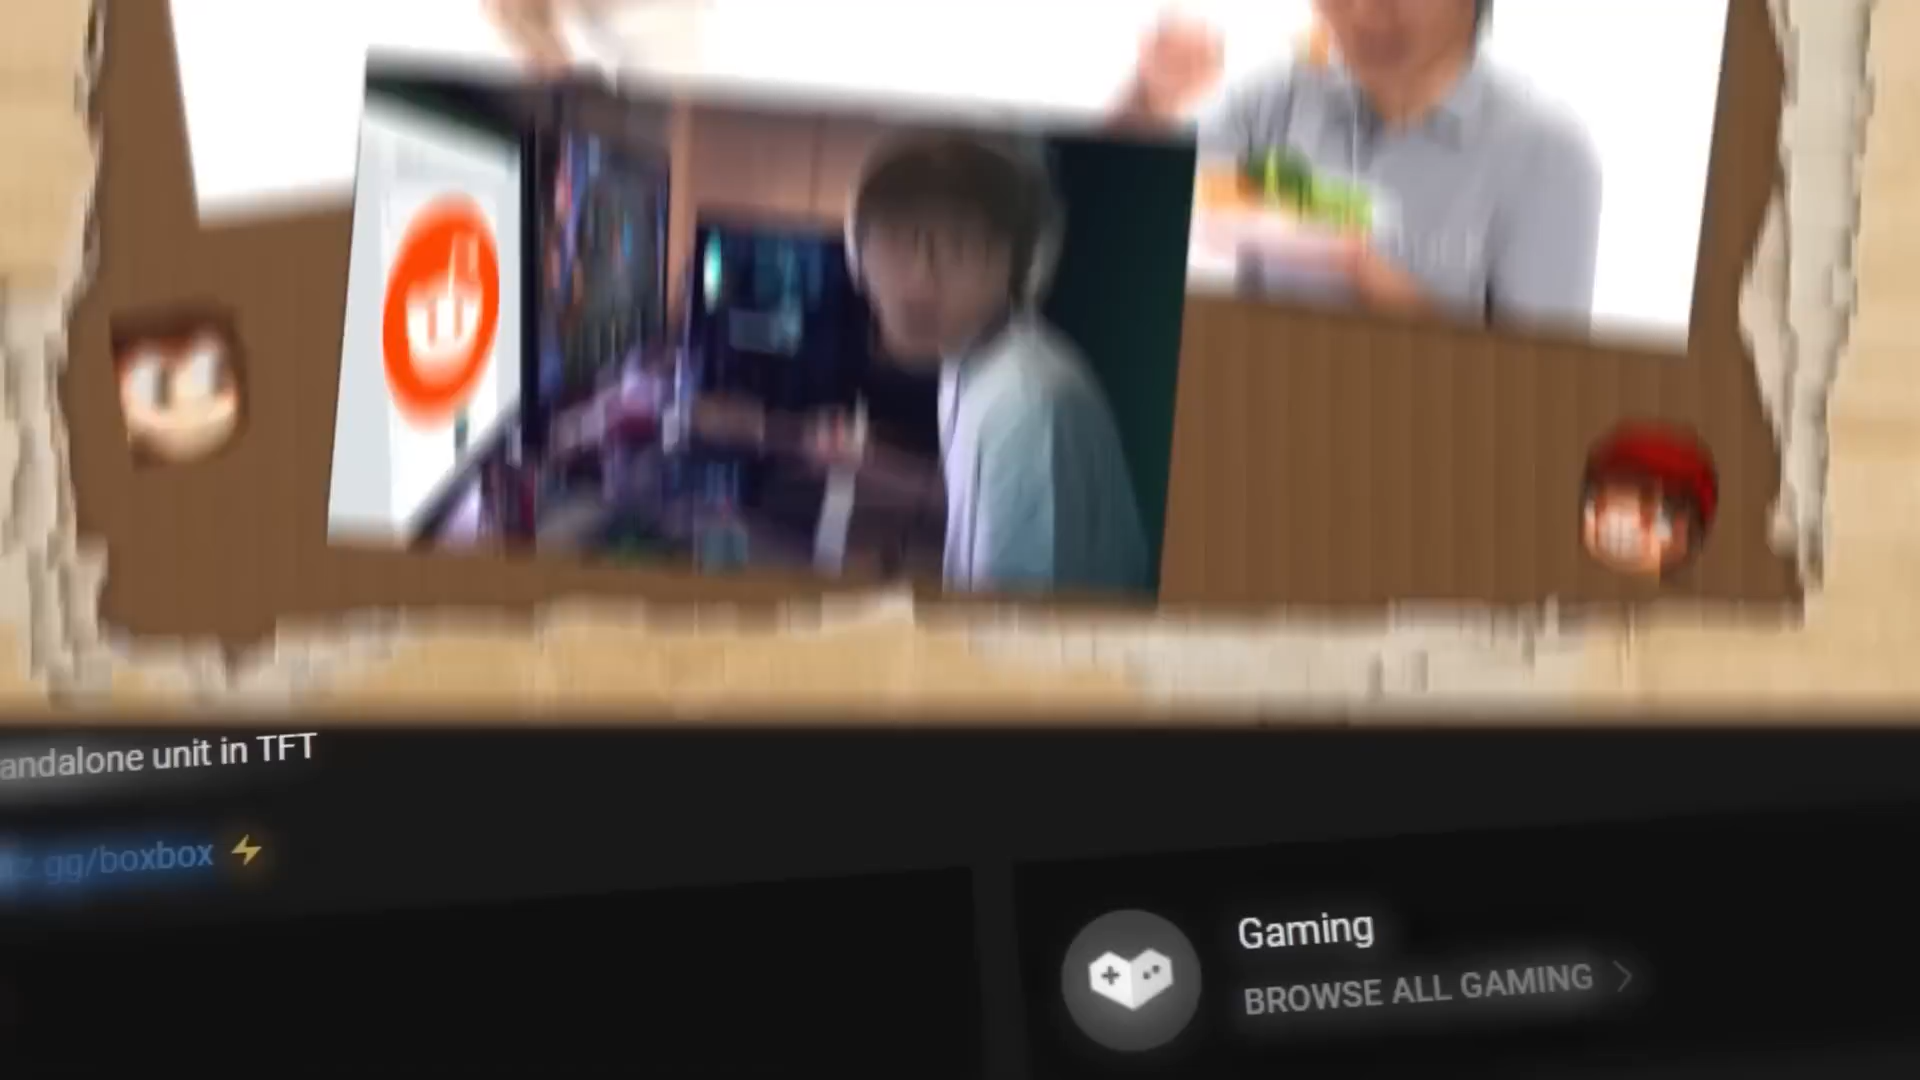 andalone unit in TFT
z.gg/boxbox ⚡
Gaming
BROWSE ALL GAMING >